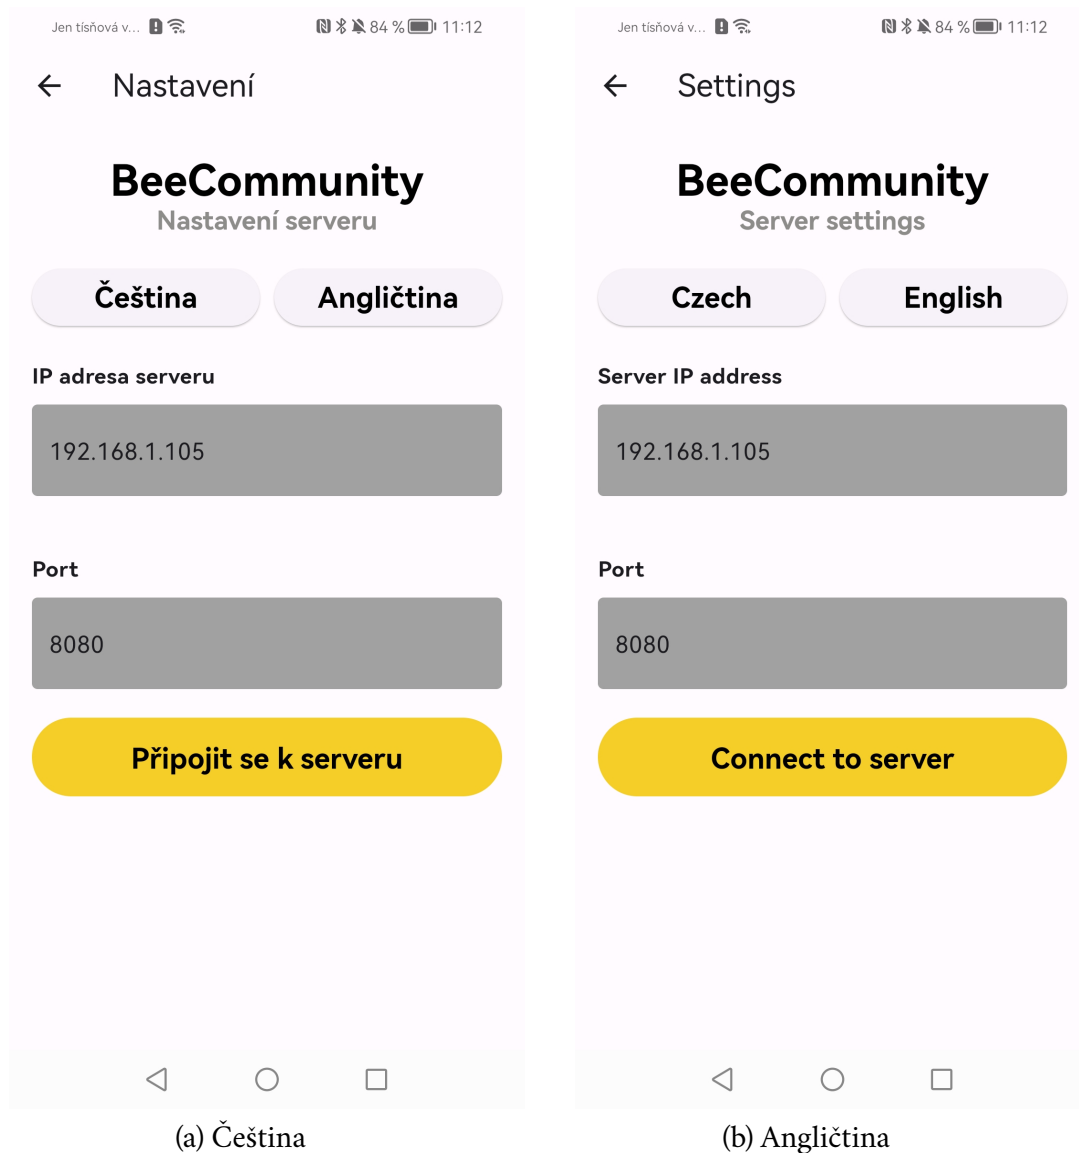 Jen tísňová v... 84 % 11:12
Nastavení
BeeCommunity
Nastavení serveru
Čeština Angličtina
IP adresa serveru
192.168.1.105
Port
8080
Připojit se k serveru
(a) Čeština
Jen tísňová v... 84 % 11:12
Settings
BeeCommunity
Server settings
Czech English
Server IP address
192.168.1.105
Port
8080
Connect to server
(b) Angličtina